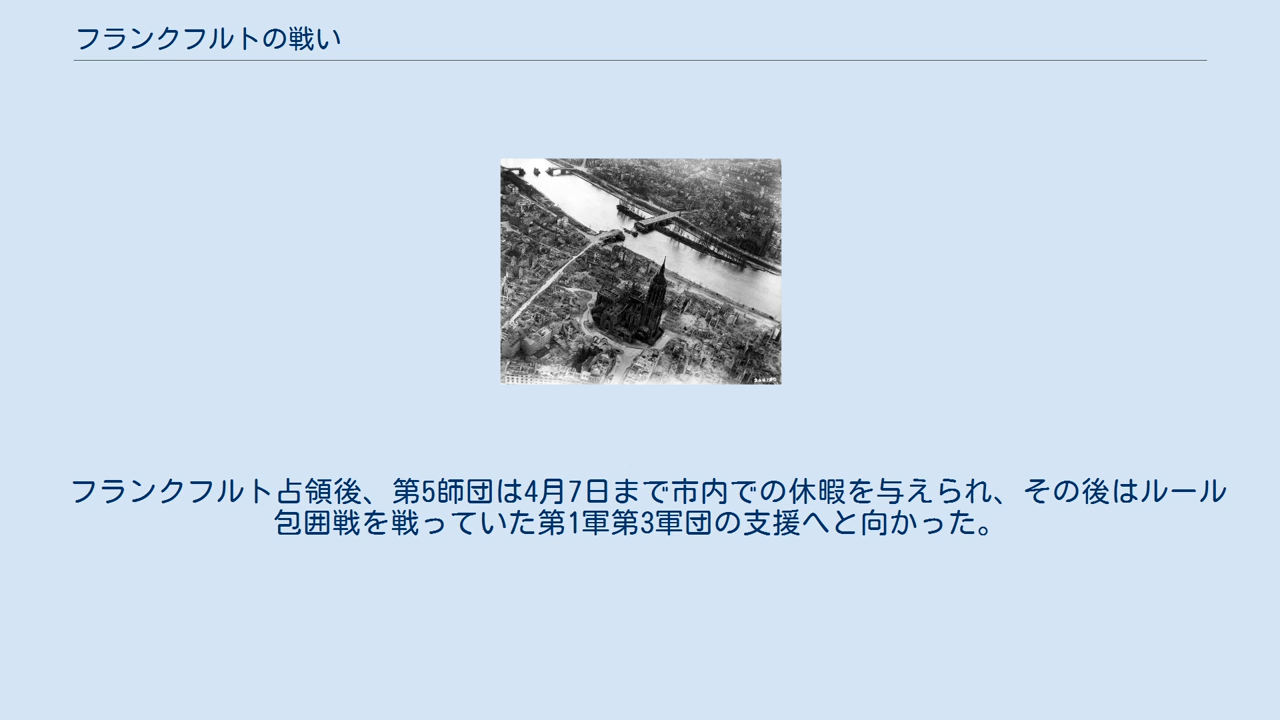 フランクフルトの戦い
フランクフルト占領後、第5師団は4月7日まで市内での休暇を与えられ、その後はルール
包囲戦を戦っていた第1軍第3軍団の支援へと向かった。